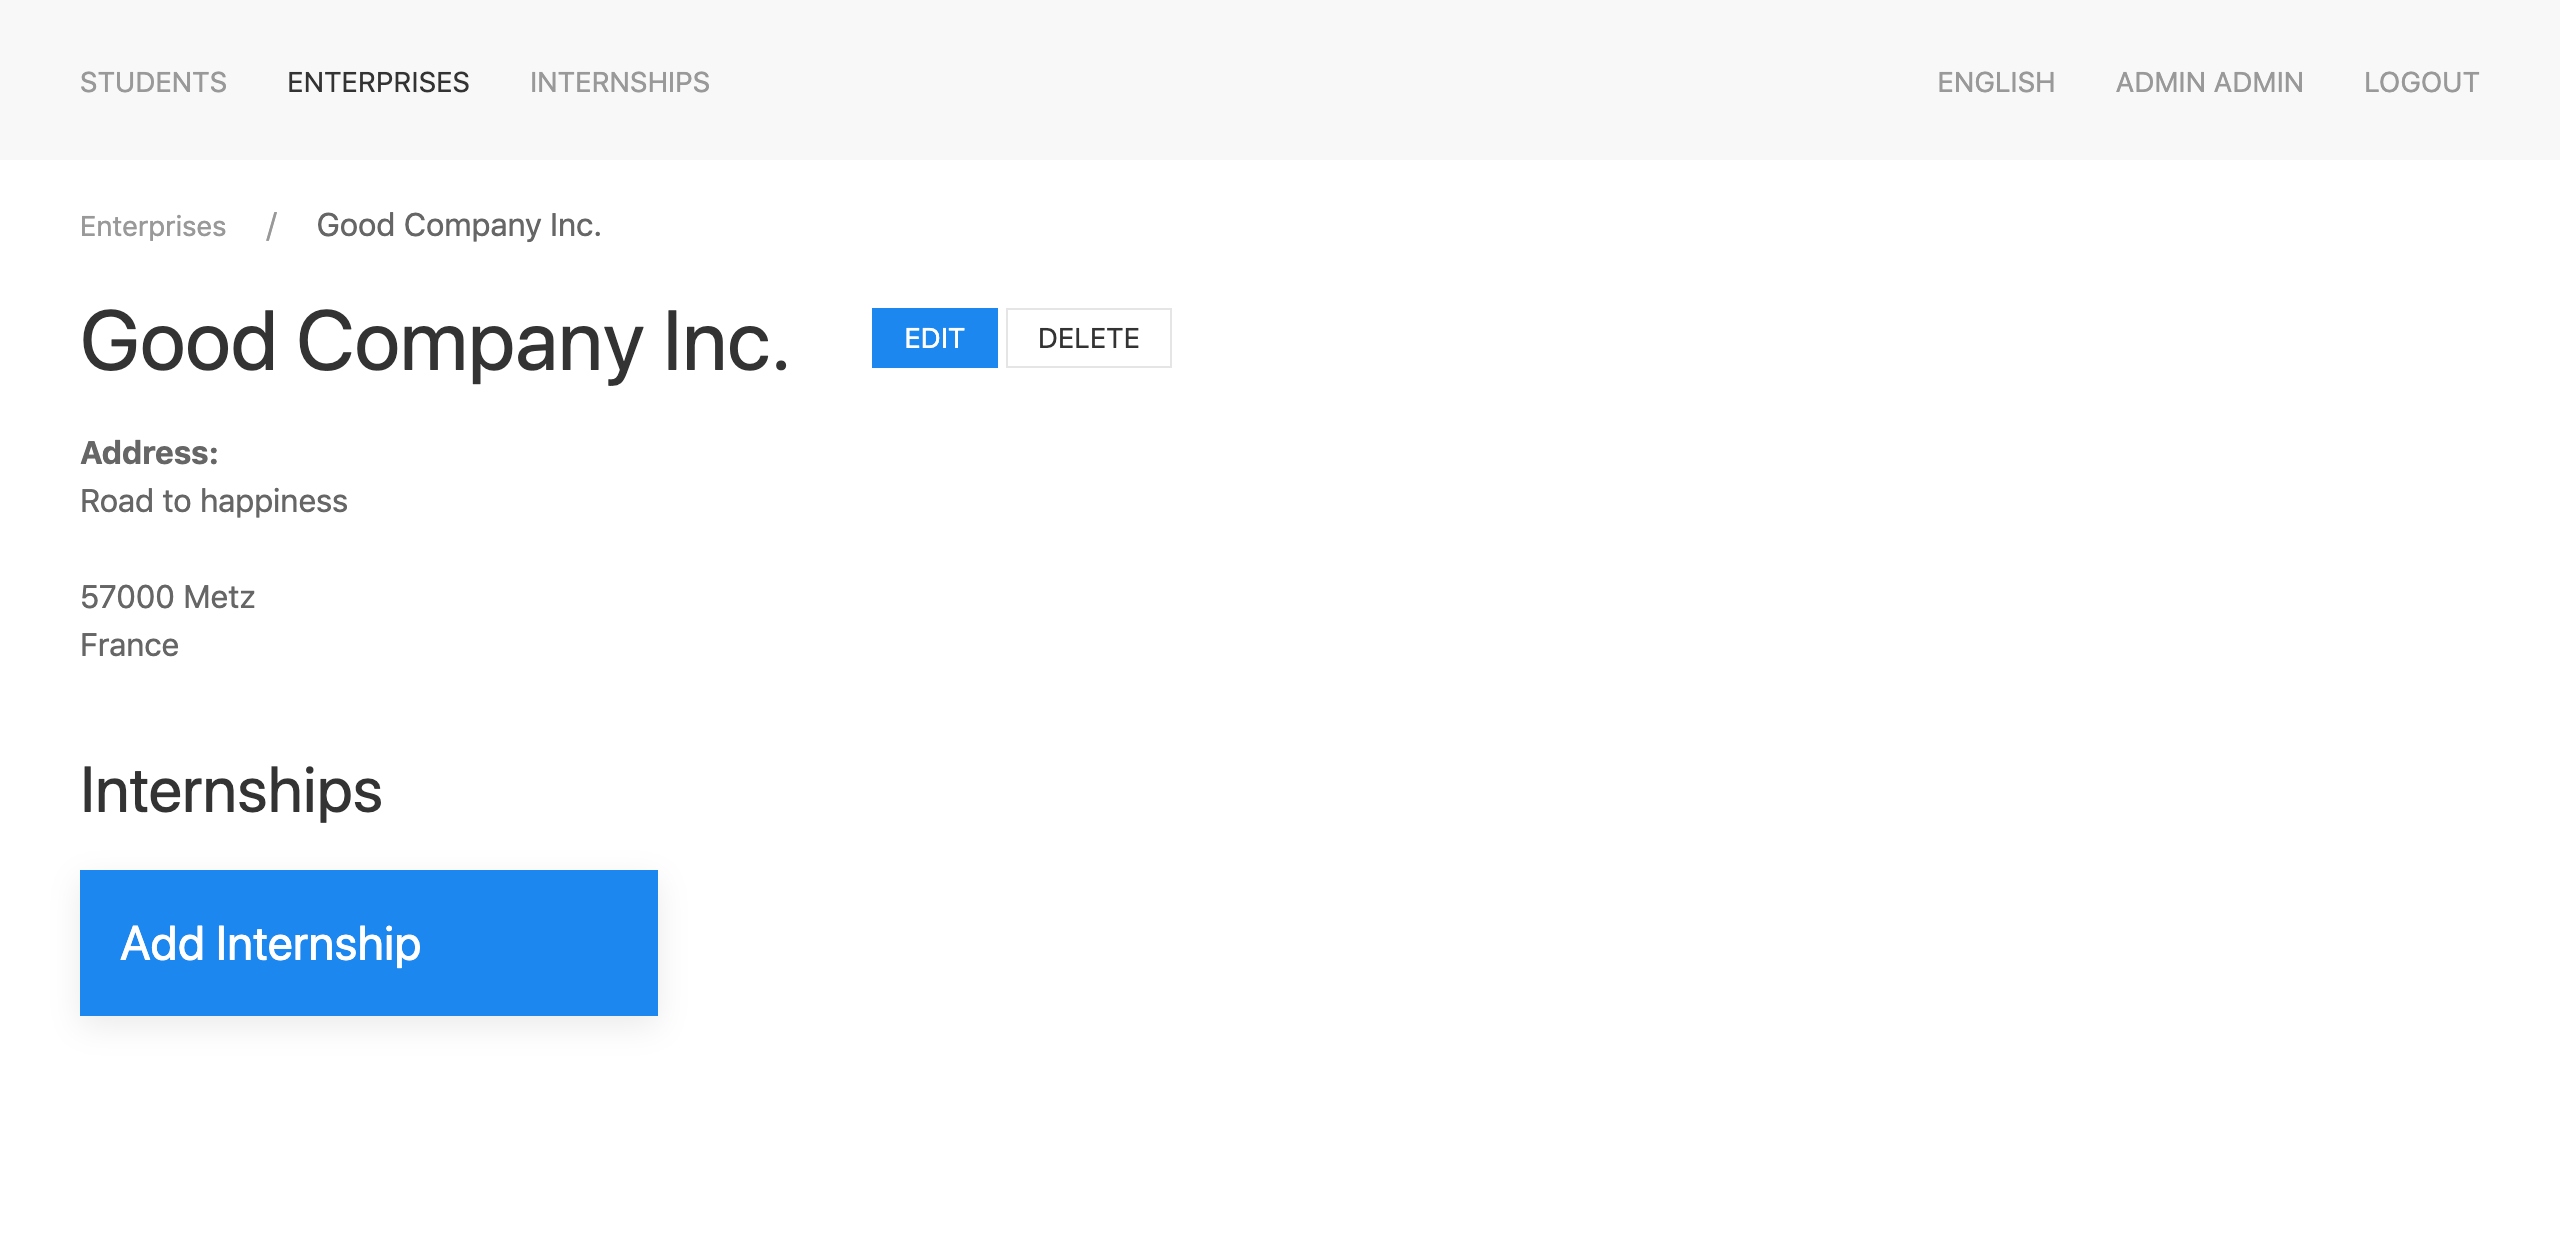 STUDENTS ENTERPRISES INTERNSHIPS ENGLISH ADMIN ADMIN LOGOUT
Enterprises / Good Company Inc.
Good Company Inc. EDIT DELETE
Address:
Road to happiness
57000 Metz
France
Internships
Add Internship